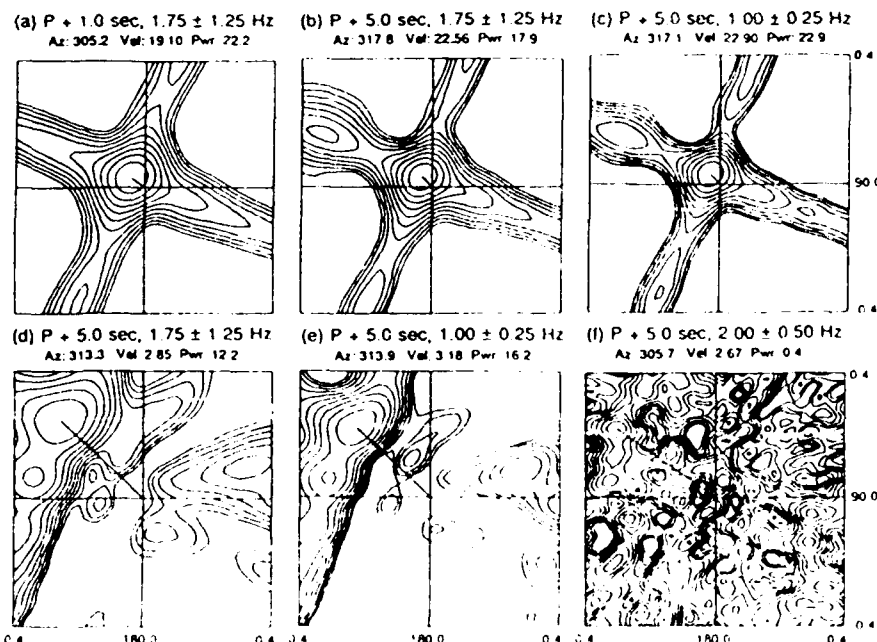 (a) P + 1.0 sec, 1.75 ± 1.25 Hz
Az: 305.2 Vel: 19.10 Pwr: 22.2
(b) P + 5.0 sec, 1.75 ± 1.25 Hz
Az: 317.8 Vel: 22.56 Pwr 17.9
(c) P + 5.0 sec, 1.00 ± 0.25 Hz
Az: 317.1 Vel 22.90 Pwr: 22.9
0.4
90.0
0.4
(d) P + 5.0 sec, 1.75 ± 1.25 Hz
Az: 313.3 Vel 2.85 Pwr 12.2
(e) P + 5.0 sec, 1.00 ± 0.25 Hz
Az: 313.9 Vel 3.18 Pwr 16.2
(f) P + 5.0 sec, 2.00 ± 0.50 Hz
Az 305.7 Vel 2.67 Pwr 0.4
0.4
90.0
0.4 180.0 0.4 180.0 0.4 180.0 0.4